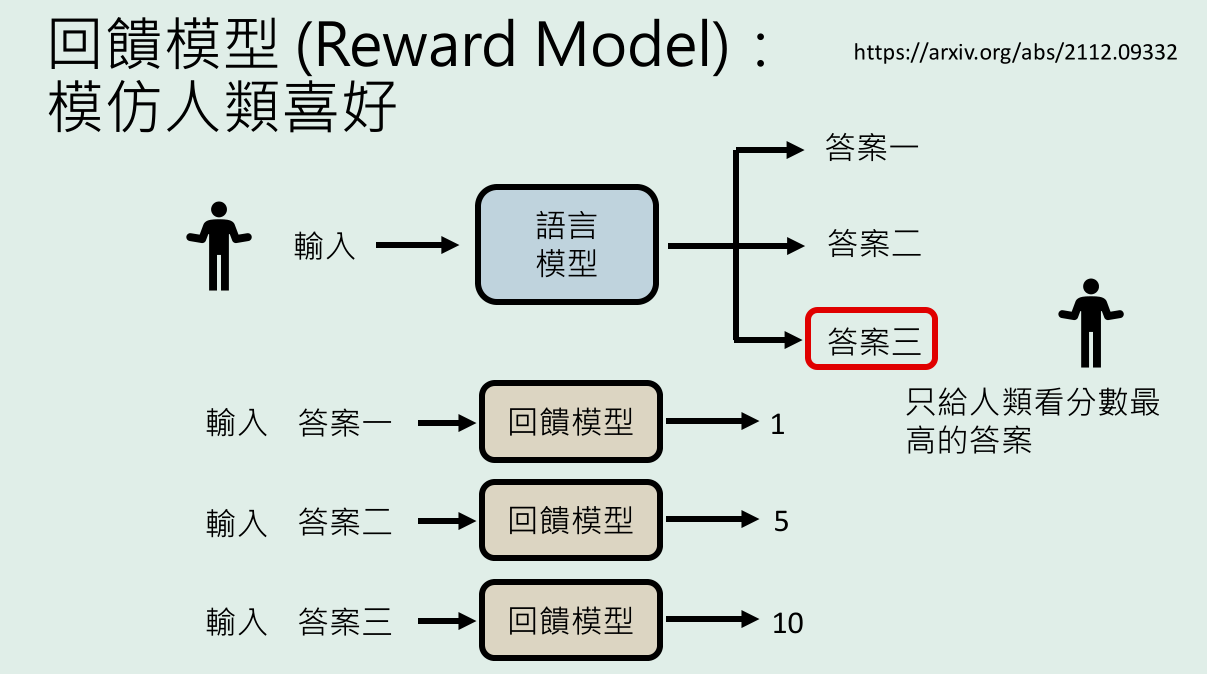 回饋模型 (Reward Model)：
模仿人類喜好
https://arxiv.org/abs/2112.09332
輸入
語言
模型
答案一
答案二
答案三
只給人類看分數最
高的答案
輸入 答案一 回饋模型 1
輸入 答案二 回饋模型 5
輸入 答案三 回饋模型 10